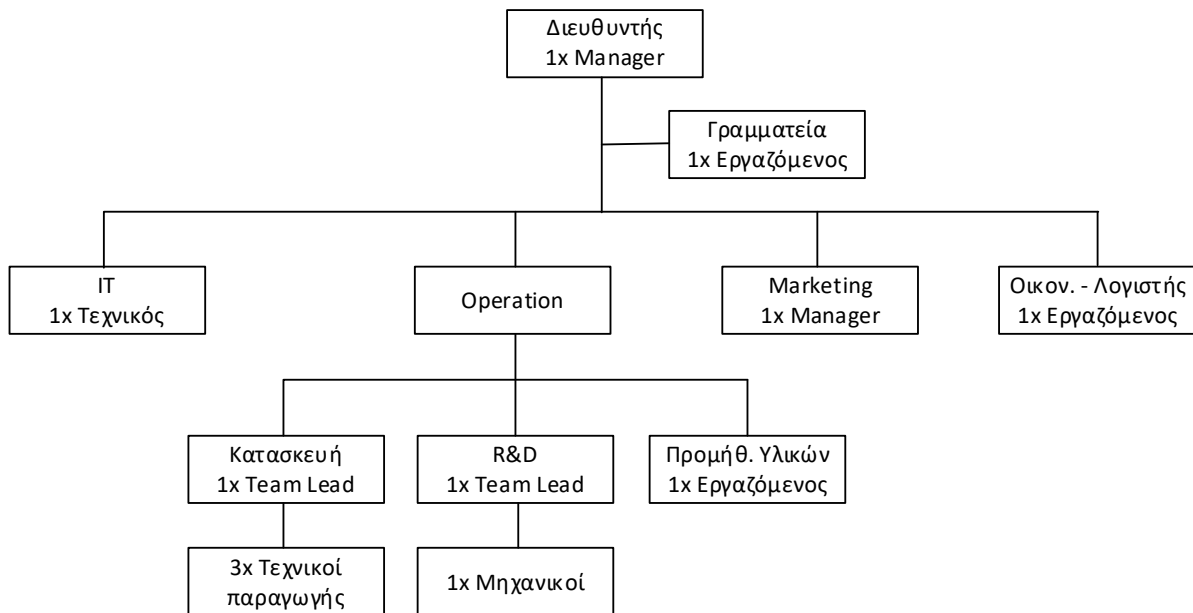 Διευθυντής
1x Manager
Γραμματεία
1x Εργαζόμενος
IT
1x Τεχνικός
Operation
Marketing
1x Manager
Οικον. - Λογιστής
1x Εργαζόμενος
Κατασκευή
1x Team Lead
R&D
1x Team Lead
Προμήθ. Υλικών
1x Εργαζόμενος
3x Τεχνικοί
παραγωγής
1x Μηχανικοί